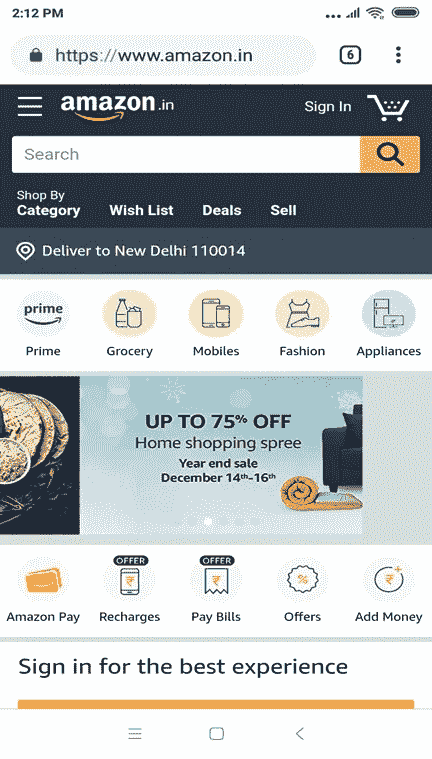 2:12 PM
https://www.amazon.in
6
amazon.in
Sign In
Search
Shop By
Category
Wish List
Deals
Sell
Deliver to New Delhi 110014
prime
Prime
Grocery
Mobiles
Fashion
Appliances
UP TO 75% OFF
Home shopping spree
Year end sale
December 14th-16th
OFFER
OFFER
₹
₹
%
₹
Amazon Pay
Recharges
Pay Bills
Offers
Add Money
Sign in for the best experience